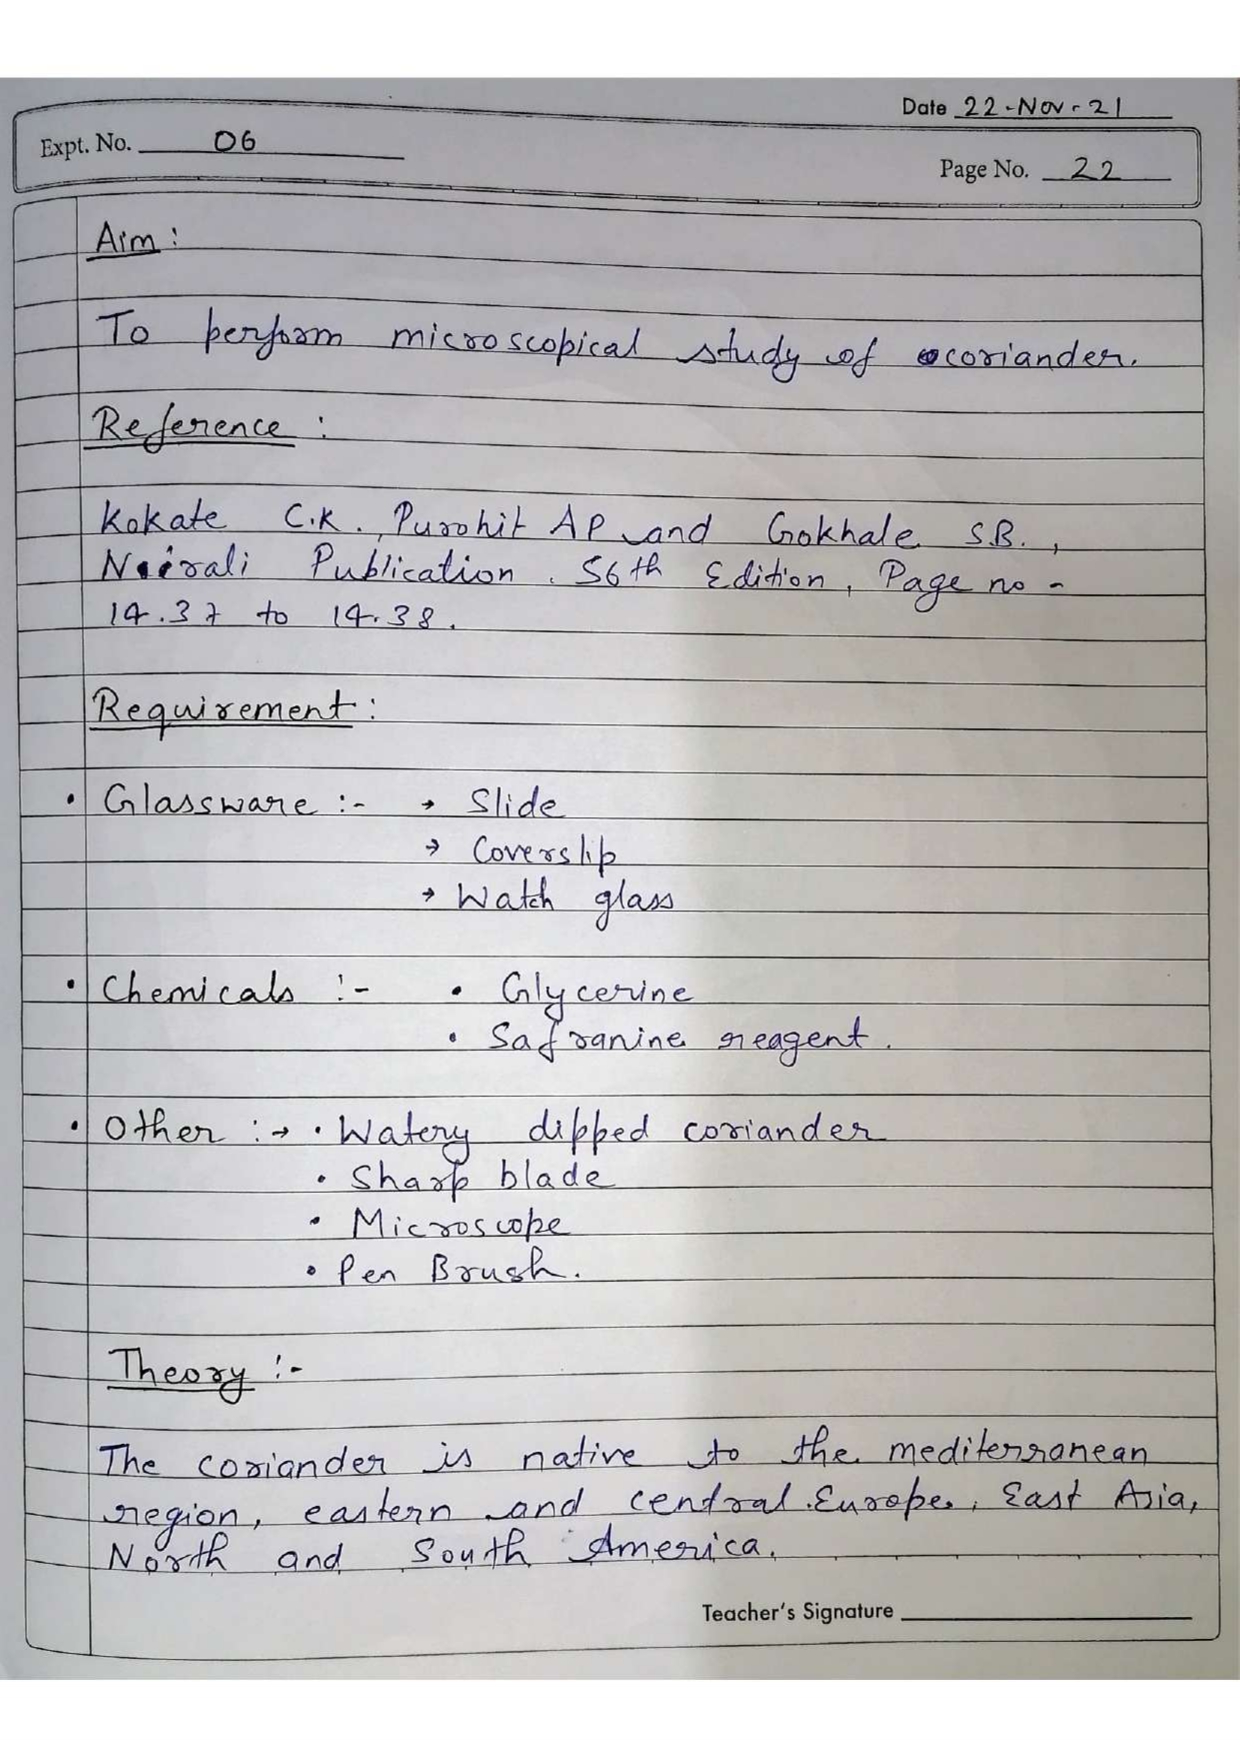 Date 22-Nov-21
Expt. No. 06
Page No. 22
Aim :
To perform microscopical study of coriander.
Reference :
Kokate C.K., Purohit AP and Gokhale S.B.,
Nirali Publication. 56th Edition, Page no -
14.37 to 14.38.
Requirement :
• Glassware :- → Slide
→ Coverslip
→ Watch glass
• Chemicals :- • Glycerine
• Safranine reagent.
• Other :→ • Watery dipped coriander
• Sharp blade
• Microscope
• Pen Brush.
Theory :-
The coriander is native to the mediterranean
region, eastern and central Europe, East Asia,
North and South America.
Teacher's Signature